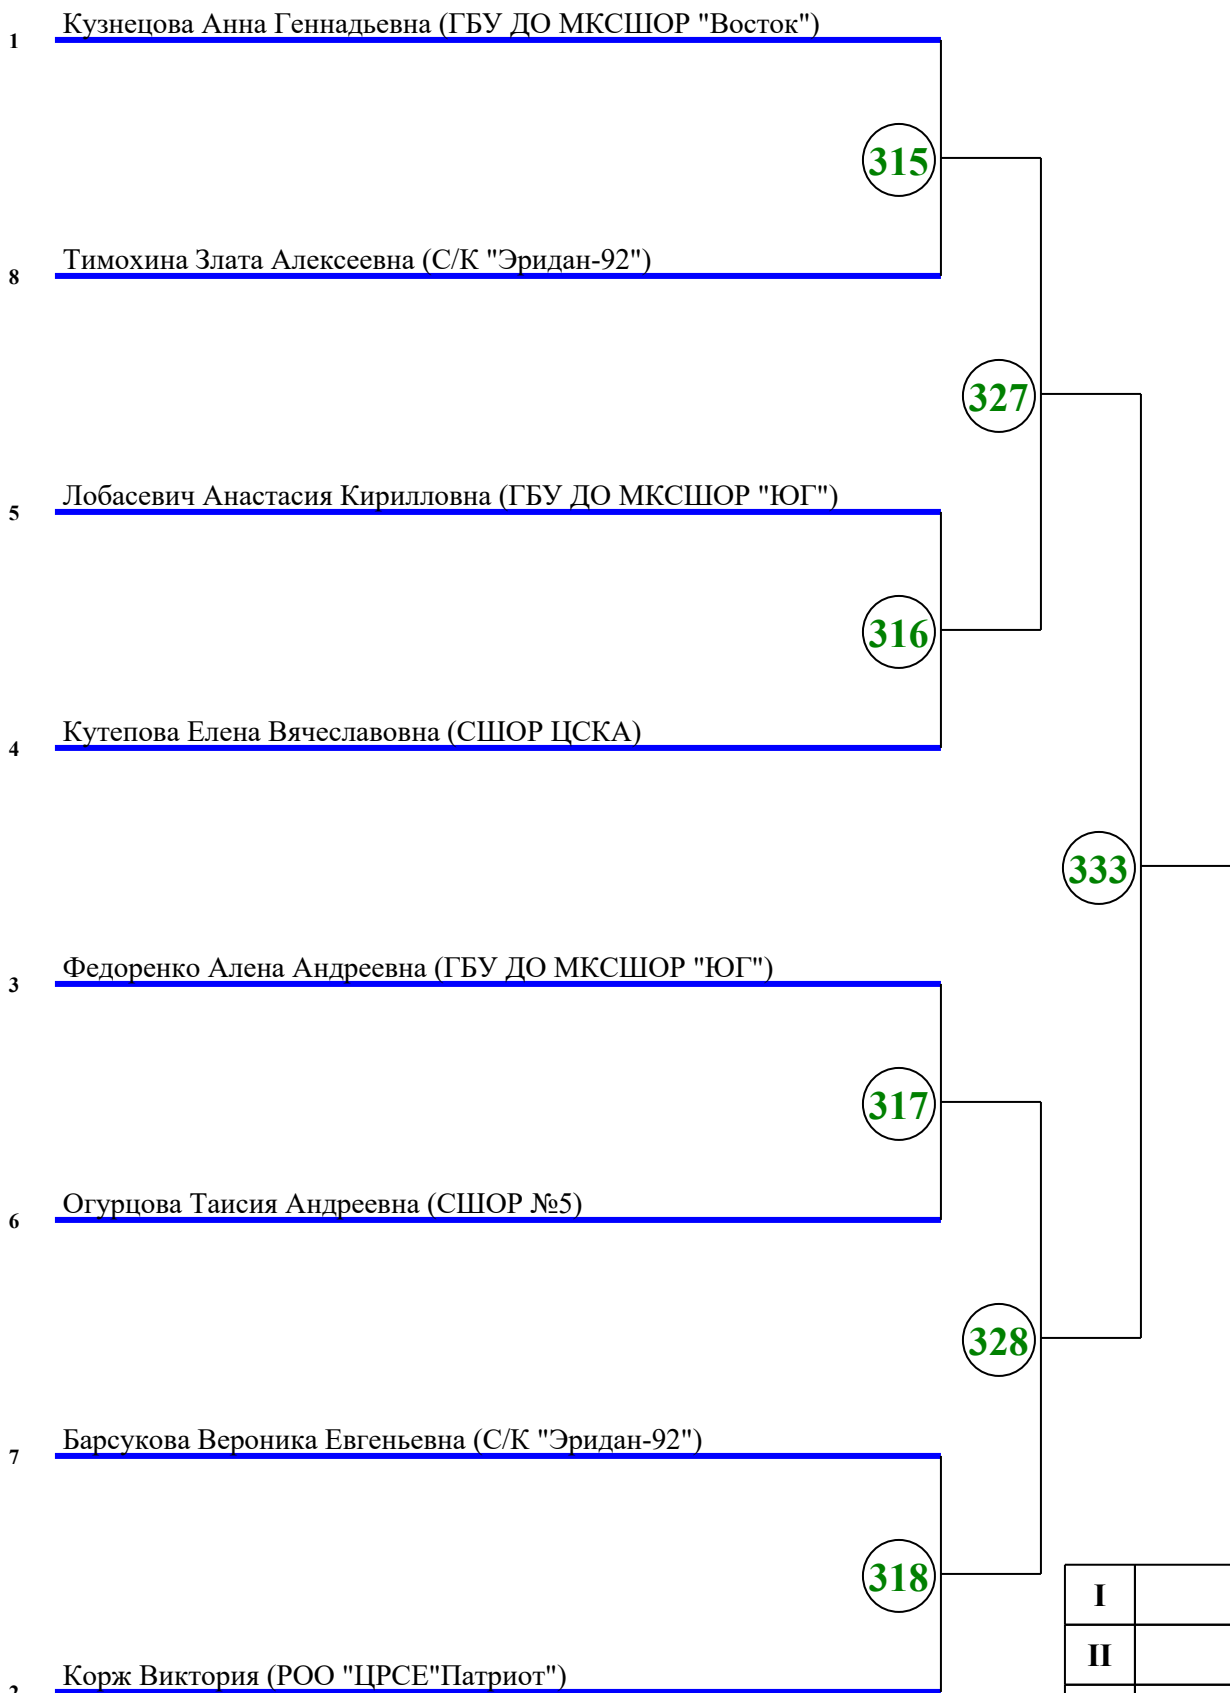 Кузнецова Анна Геннадьевна (ГБУ ДО МКСШОР "Восток")
1
315
Тимохина Злата Алексеевна (С/К "Эридан-92")
8
327
Лобасевич Анастасия Кирилловна (ГБУ ДО МКСШОР "ЮГ")
5
316
Кутепова Елена Вячеславовна (СШОР ЦСКА)
4
333
Федоренко Алена Андреевна (ГБУ ДО МКСШОР "ЮГ")
3
317
Огурцова Таисия Андреевна (СШОР №5)
6
328
Барсукова Вероника Евгеньевна (С/К "Эридан-92")
7
318
I
II
Корж Виктория (РОО "ЦРСЕ"Патриот")
2